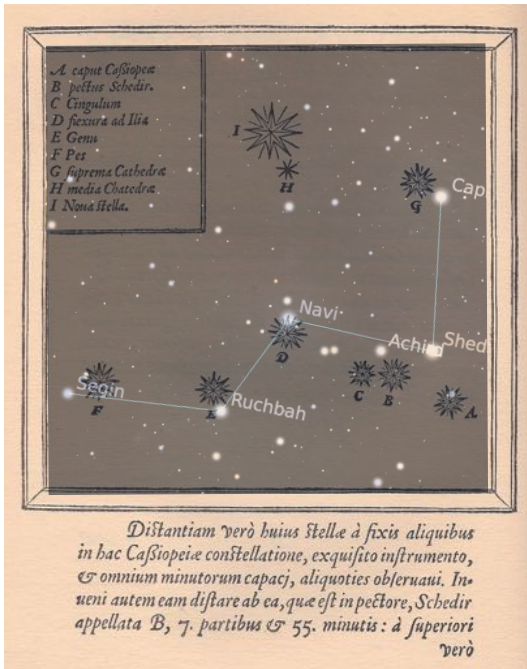 A caput Caſsiopeæ
B pectus Schedir.
C Cingulum
D flexura ad Ilia
E Genu
F Pes
G ſuprema Cathedræ
H media Chatedræ
I Noua ſtella.
I
H
G
Cap
Navi
D
Achird
Shed
C
B
A
Segin
F
E
Ruchbah
Diſtantiam verò huius ſtellæ à fixis aliquibus
in hac Caſsiopeiæ conſtellatione, exquiſito inſtrumento,
& omnium minutorum capacj, aliquoties obſeruaui. In-
ueni autem eam diſtare ab ea, quæ eſt in pectore, Schedir
appellata B, 7. partibus & 55. minutis: à ſuperiori
verò